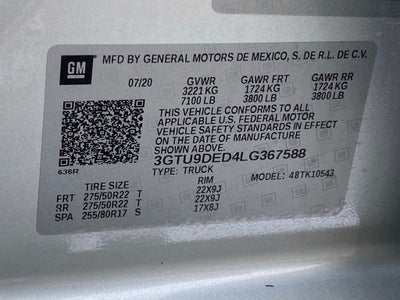 GM
MFD BY GENERAL MOTORS DE MEXICO, S. DE R.L. DE C.V.
07/20 GVWR GAWR FRT GAWR RR
3221 KG 1724 KG 1724 KG
7100 LB 3800 LB 3800 LB
THIS VEHICLE CONFORMS TO ALL
APPLICABLE U.S. FEDERAL MOTOR
VEHICLE SAFETY STANDARDS IN EFFECT
ON THE DATE OF MANUFACTURE
3GTU9DED4LG367588
636R TYPE: TRUCK MODEL: 48TK10543
TIRE SIZE RIM
FRT 275/50R22 T 22X9J
RR 275/50R22 T 22X9J
SPA 255/80R17 S 17X8J